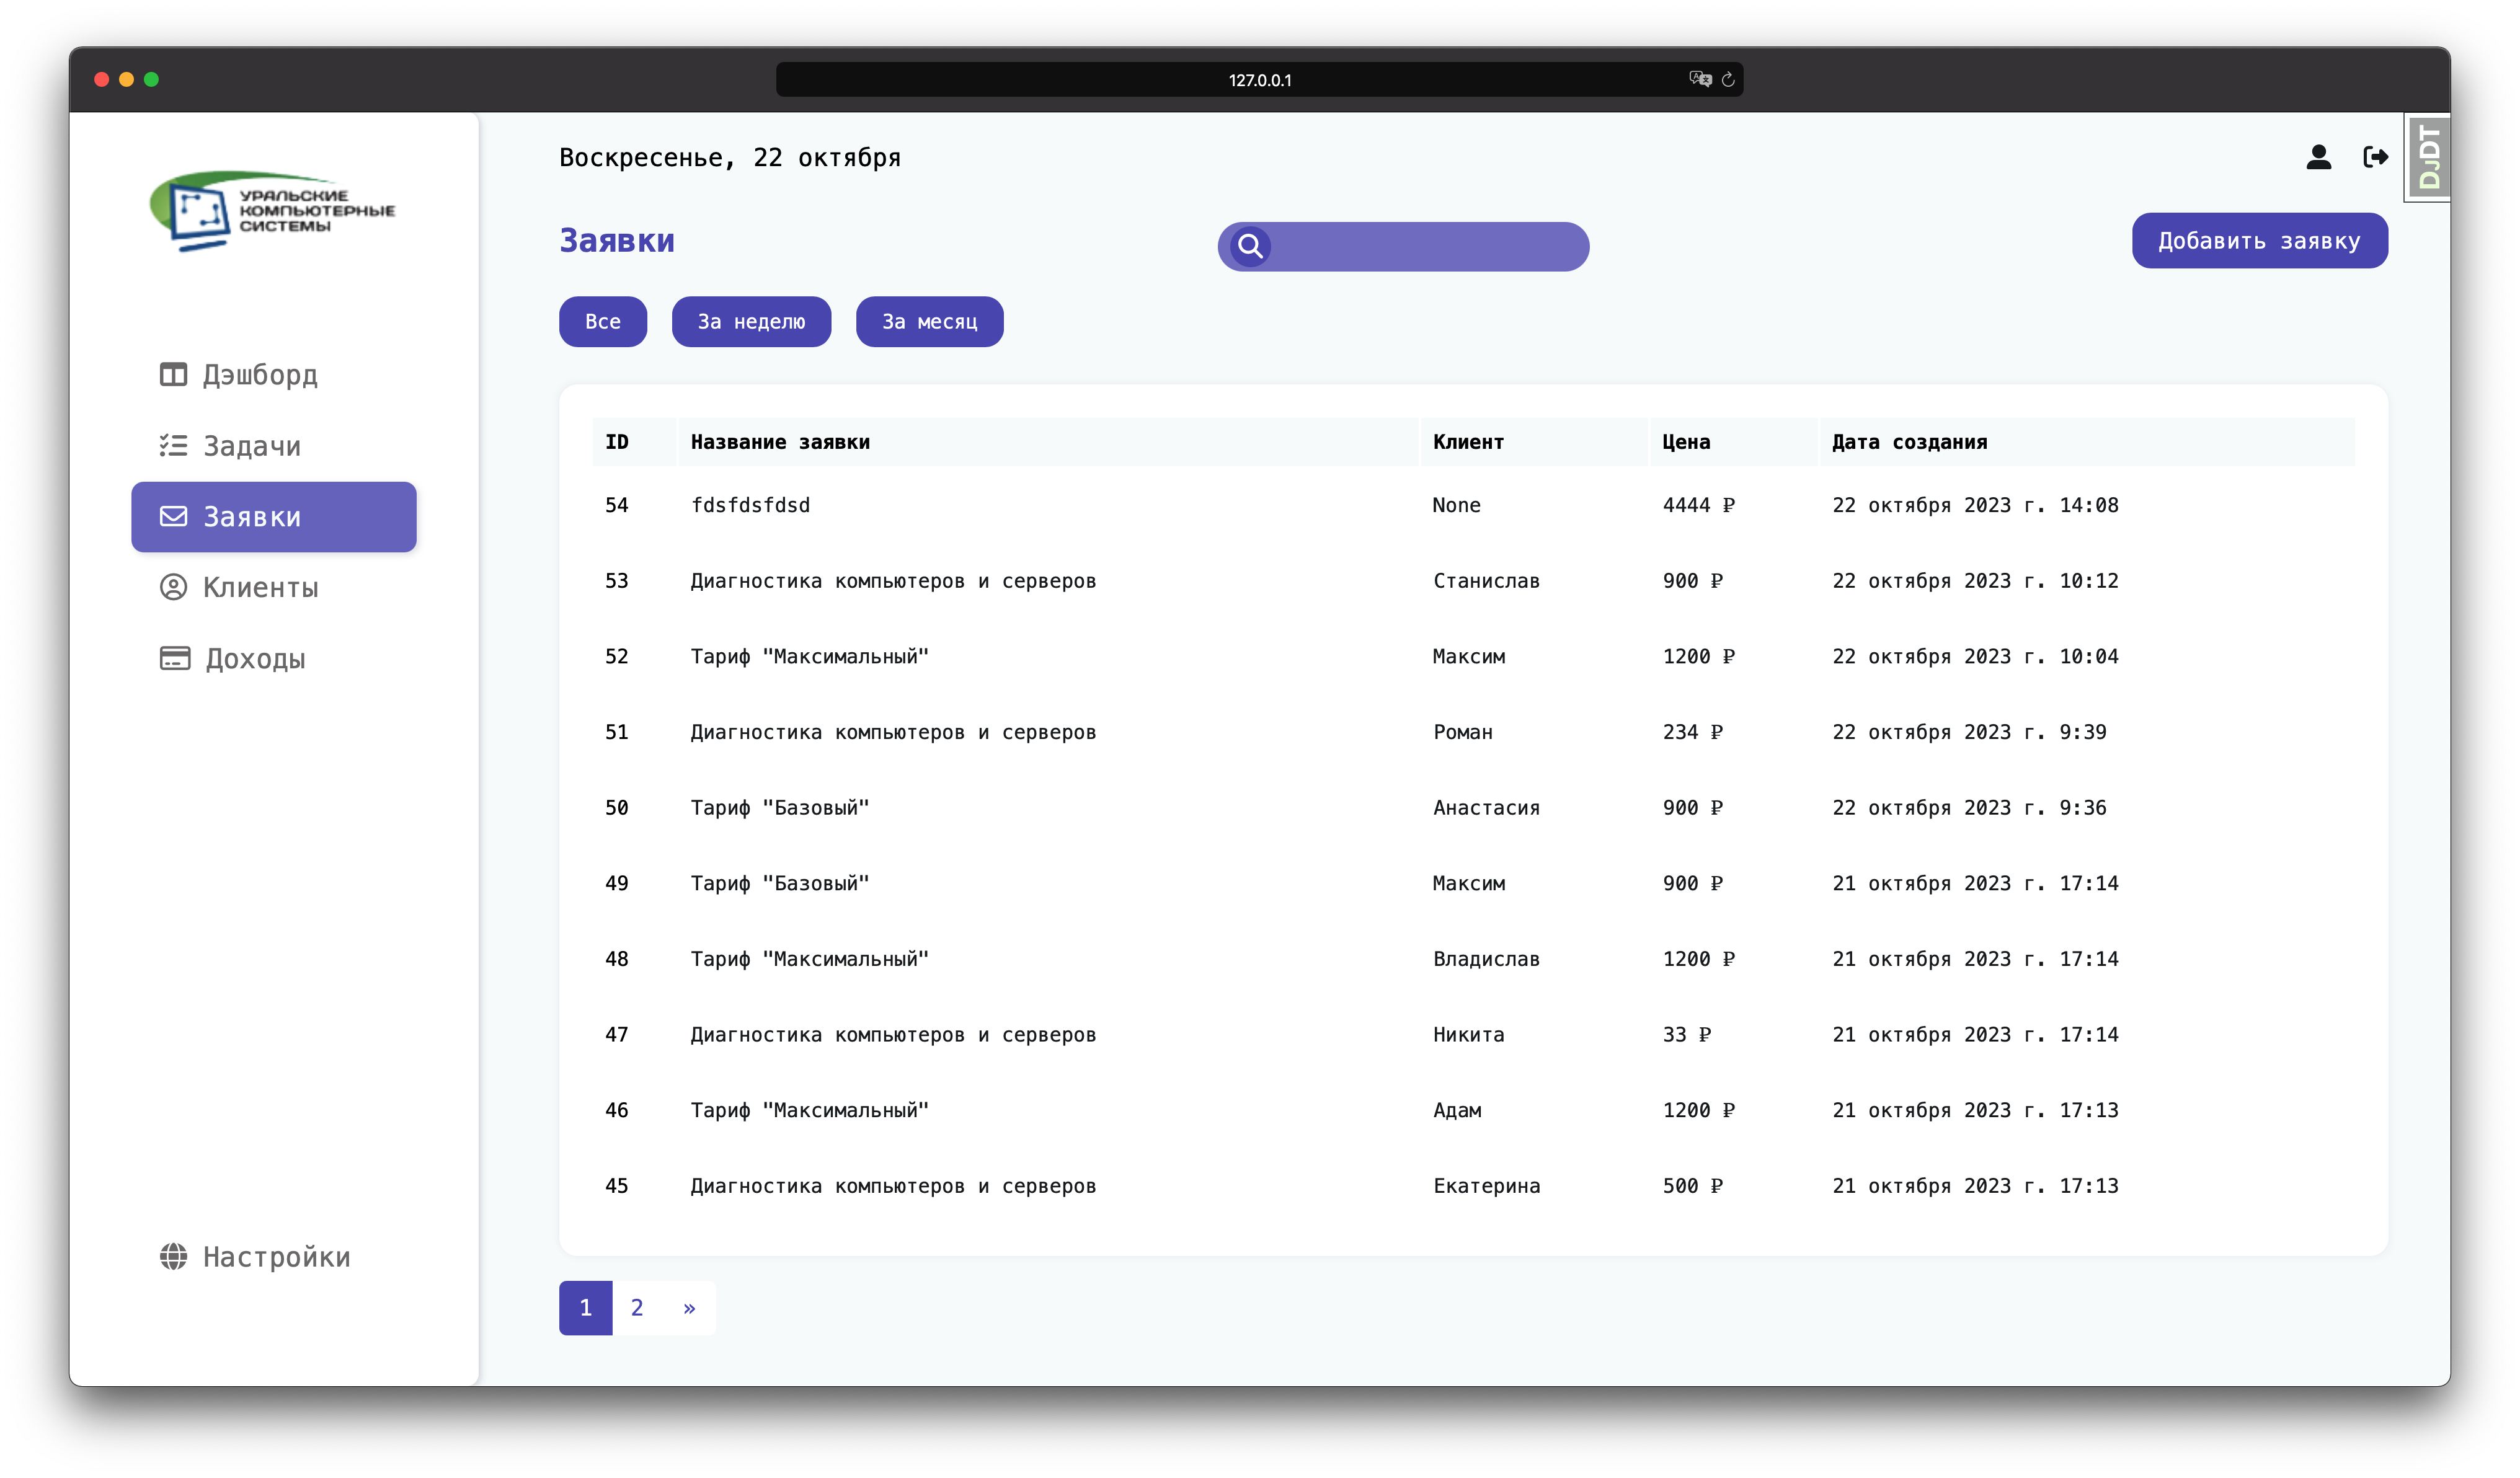 127.0.0.1
УРАЛЬСКИЕ
КОМПЬЮТЕРНЫЕ
СИСТЕМЫ
Дэшборд
Задачи
Заявки
Клиенты
Доходы
Настройки
Воскресенье, 22 октября
DJDT
Заявки
Добавить заявку
Все За неделю За месяц
ID Название заявки Клиент Цена Дата создания
54 fdsfdsfdsd None 4444 ₽ 22 октября 2023 г. 14:08
53 Диагностика компьютеров и серверов Станислав 900 ₽ 22 октября 2023 г. 10:12
52 Тариф "Максимальный" Максим 1200 ₽ 22 октября 2023 г. 10:04
51 Диагностика компьютеров и серверов Роман 234 ₽ 22 октября 2023 г. 9:39
50 Тариф "Базовый" Анастасия 900 ₽ 22 октября 2023 г. 9:36
49 Тариф "Базовый" Максим 900 ₽ 21 октября 2023 г. 17:14
48 Тариф "Максимальный" Владислав 1200 ₽ 21 октября 2023 г. 17:14
47 Диагностика компьютеров и серверов Никита 33 ₽ 21 октября 2023 г. 17:14
46 Тариф "Максимальный" Адам 1200 ₽ 21 октября 2023 г. 17:13
45 Диагностика компьютеров и серверов Екатерина 500 ₽ 21 октября 2023 г. 17:13
1 2 »